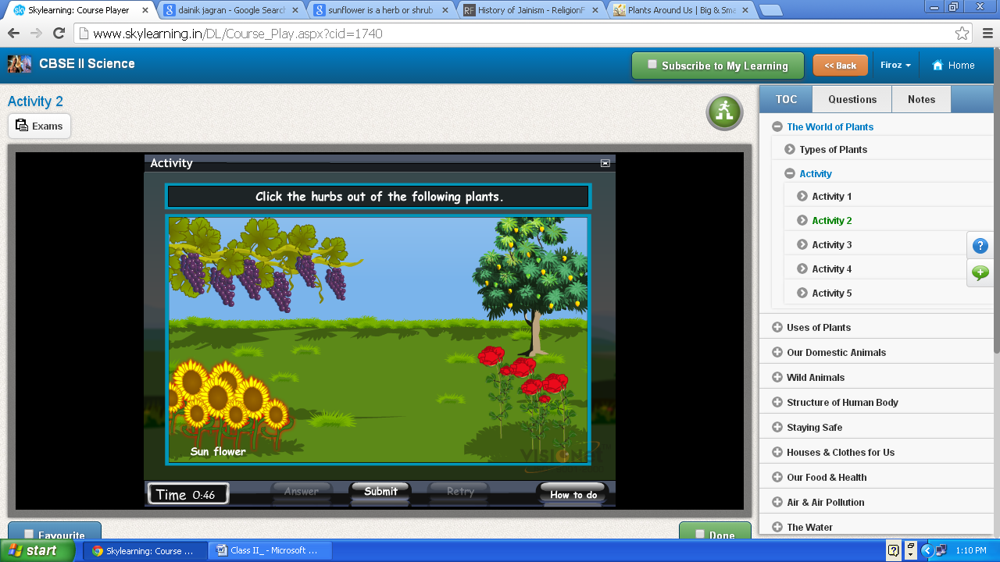 Skylearning: Course Player
dainik jagran - Google Search
sunflower is a herb or shrub
RF History of Jainism - ReligionF
Plants Around Us | Big & Sma
www.skylearning.in/DL/Course_Play.aspx?cid=1740
CBSE II Science
Subscribe to My Learning
<< Back
Firoz
Home
Activity 2
Exams
TOC
Questions
Notes
Activity
Click the hurbs out of the following plants.
Sun flower
VISIONet
Time 0:46
Answer
Submit
Retry
How to do
Favourite
Done
The World of Plants
Types of Plants
Activity
Activity 1
Activity 2
Activity 3
Activity 4
Activity 5
Uses of Plants
Our Domestic Animals
Wild Animals
Structure of Human Body
Staying Safe
Houses & Clothes for Us
Our Food & Health
Air & Air Pollution
The Water
start
Skylearning: Course ...
Class II_ - Microsoft ...
1:10 PM